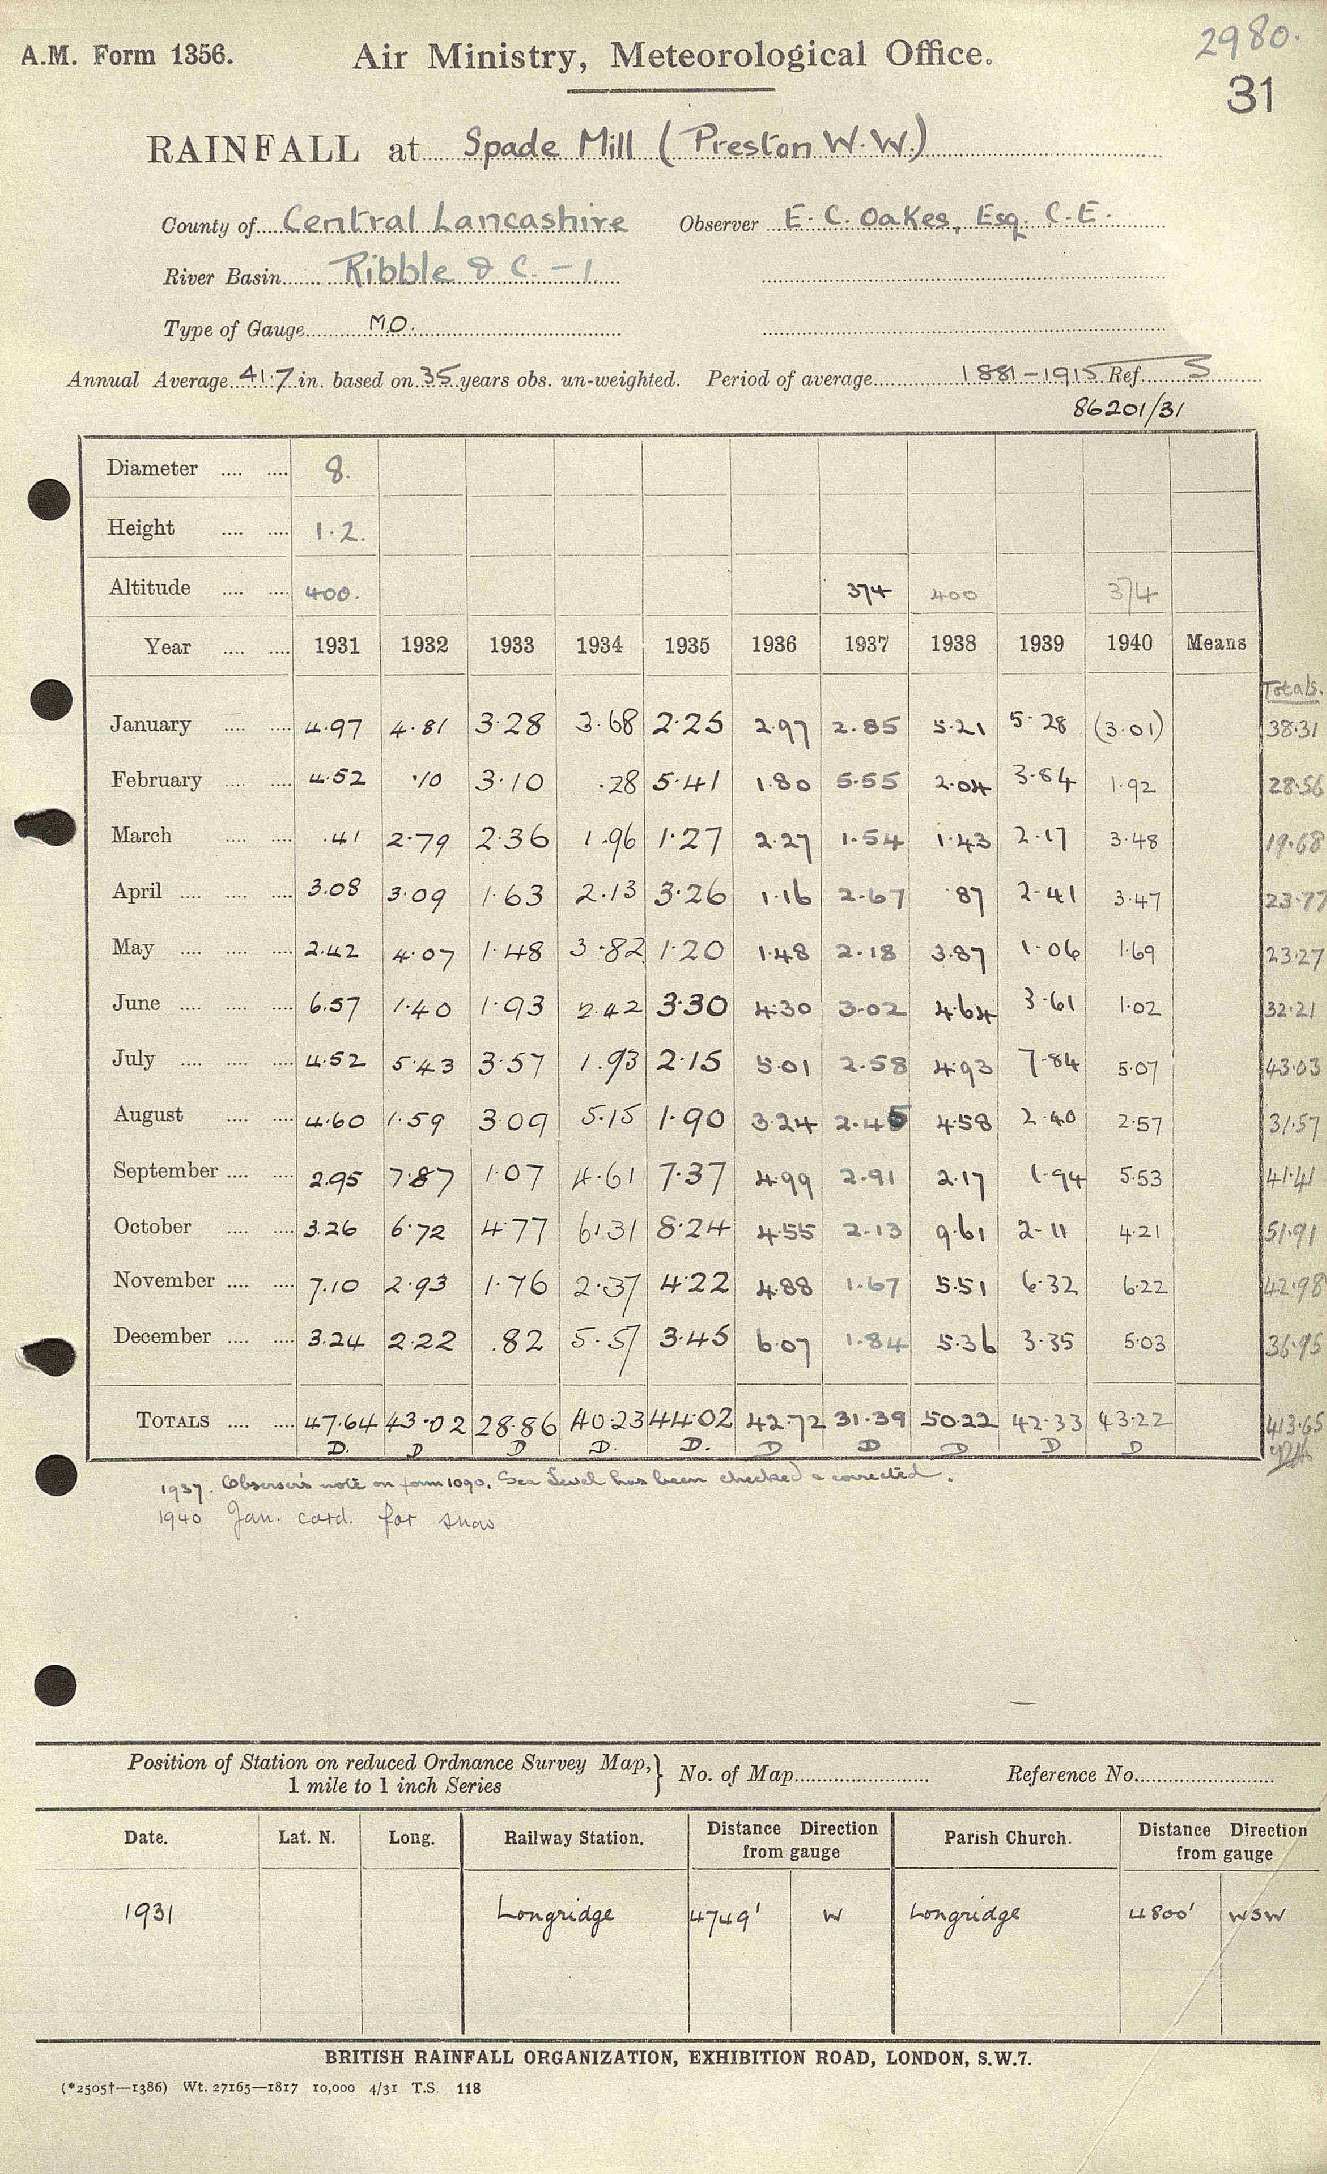 2980.
A.M. Form 1356. Air Ministry, Meteorological Office.
31
RAINFALL at Spade Mill (Preston W.W.)
County of Central Lancashire Observer E. C. Oakes, Esq. C.E.
River Basin Ribble & C. - 1.
Type of Gauge M.O.
Annual Average 41.7 in. based on 35 years obs. un-weighted. Period of average 1881-1915 Ref. S
86201/31
Diameter 8.
Height 1.2.
Altitude 400. 374 400 374
Year 1931 1932 1933 1934 1935 1936 1937 1938 1939 1940 Means
Totals.
January 4.97 4.81 3.28 3.68 2.25 2.97 2.85 5.21 5.28 (3.01) 38.31
February 4.52 .10 3.10 .28 5.41 1.80 5.55 2.04 3.84 1.92 28.56
March .41 2.79 2.36 1.96 1.27 2.27 1.54 1.43 2.17 3.48 19.68
April 3.08 3.09 1.63 2.13 3.26 1.16 2.67 .87 2.41 3.47 23.77
May 2.42 4.07 1.48 3.82 1.20 1.48 2.18 3.87 1.06 1.69 23.27
June 6.57 1.40 1.93 2.42 3.30 4.30 3.02 4.64 3.61 1.02 32.21
July 4.52 5.43 3.57 1.93 2.15 5.01 2.58 4.93 7.84 5.07 43.03
August 4.60 1.59 3.09 5.15 1.90 3.24 2.45 4.58 2.40 2.57 31.57
September 2.95 7.87 1.07 4.61 7.37 4.99 2.91 2.17 1.94 5.53 41.41
October 3.26 6.72 4.77 6.31 8.24 4.55 2.13 9.61 2.11 4.21 51.91
November 7.10 2.93 1.76 2.37 4.22 4.88 1.67 5.51 6.32 6.22 42.98
December 3.24 2.22 .82 5.57 3.45 6.07 1.84 5.36 3.35 5.03 36.95
TOTALS 47.64 43.02 28.86 40.23 44.02 42.72 31.39 50.22 42.33 43.22 413.65
D. D D D. D. D D D D D
1937. Observer's note on form 1090. Sea Level has been checked & corrected.
1940 Jan. card. for snow
Position of Station on reduced Ordnance Survey Map, } No. of Map Reference No.
1 mile to 1 inch Series
Date. Lat. N. Long. Railway Station. Distance Direction from gauge Parish Church. Distance Direction from gauge
1931 Longridge 4749' W Longridge 4800' WSW
BRITISH RAINFALL ORGANIZATION, EXHIBITION ROAD, LONDON, S.W.7.
(*2505†—1386) Wt. 27165—1817 10,000 4/31 T.S. 118